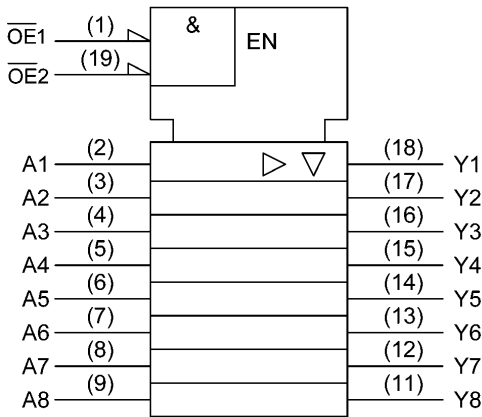 OE1 (1) & EN
OE2 (19)
A1 (2) (18) Y1
A2 (3) (17) Y2
A3 (4) (16) Y3
A4 (5) (15) Y4
A5 (6) (14) Y5
A6 (7) (13) Y6
A7 (8) (12) Y7
A8 (9) (11) Y8